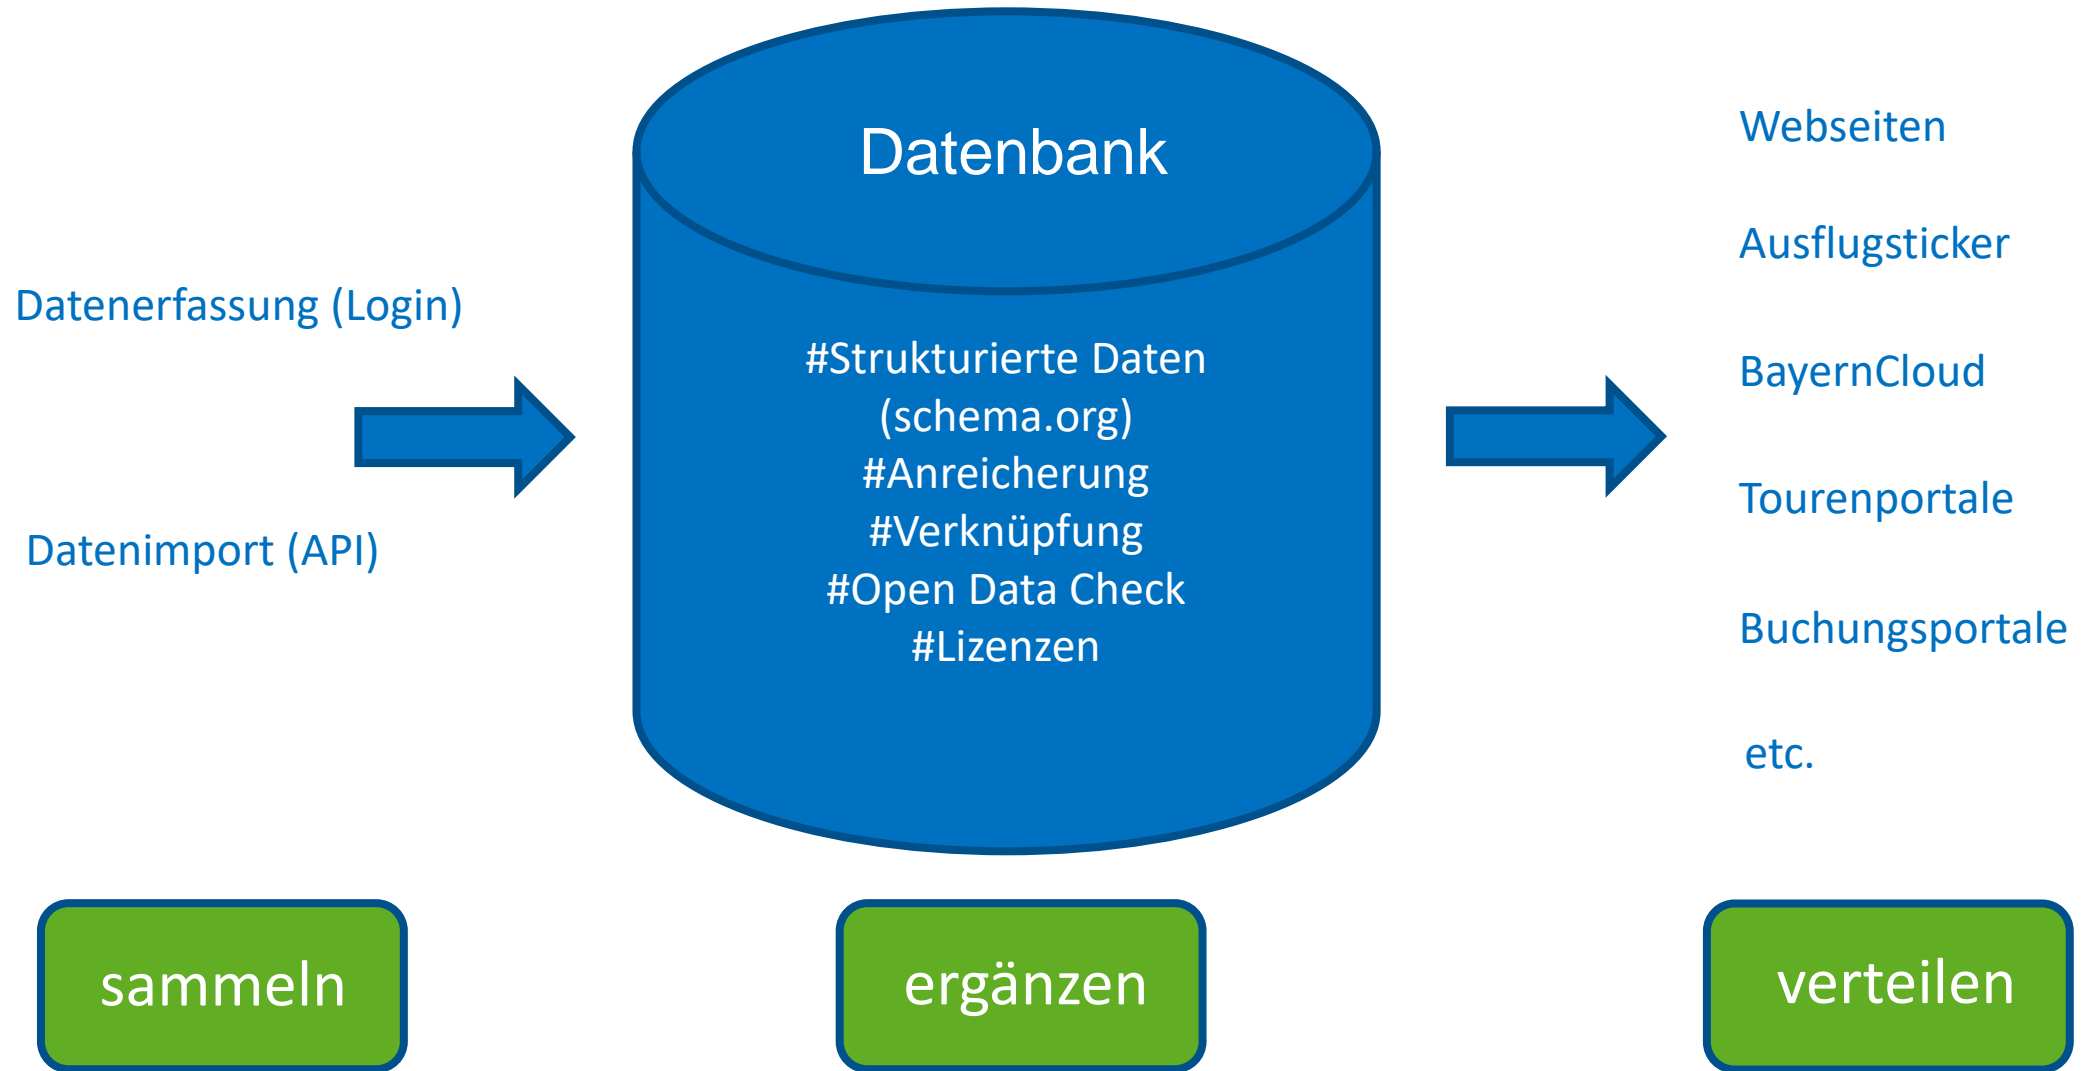 Datenerfassung (Login)
Datenimport (API)
Datenbank
#Strukturierte Daten
(schema.org)
#Anreicherung
#Verknüpfung
#Open Data Check
#Lizenzen
Webseiten
Ausflugsticker
BayernCloud
Tourenportale
Buchungsportale
etc.
sammeln
ergänzen
verteilen